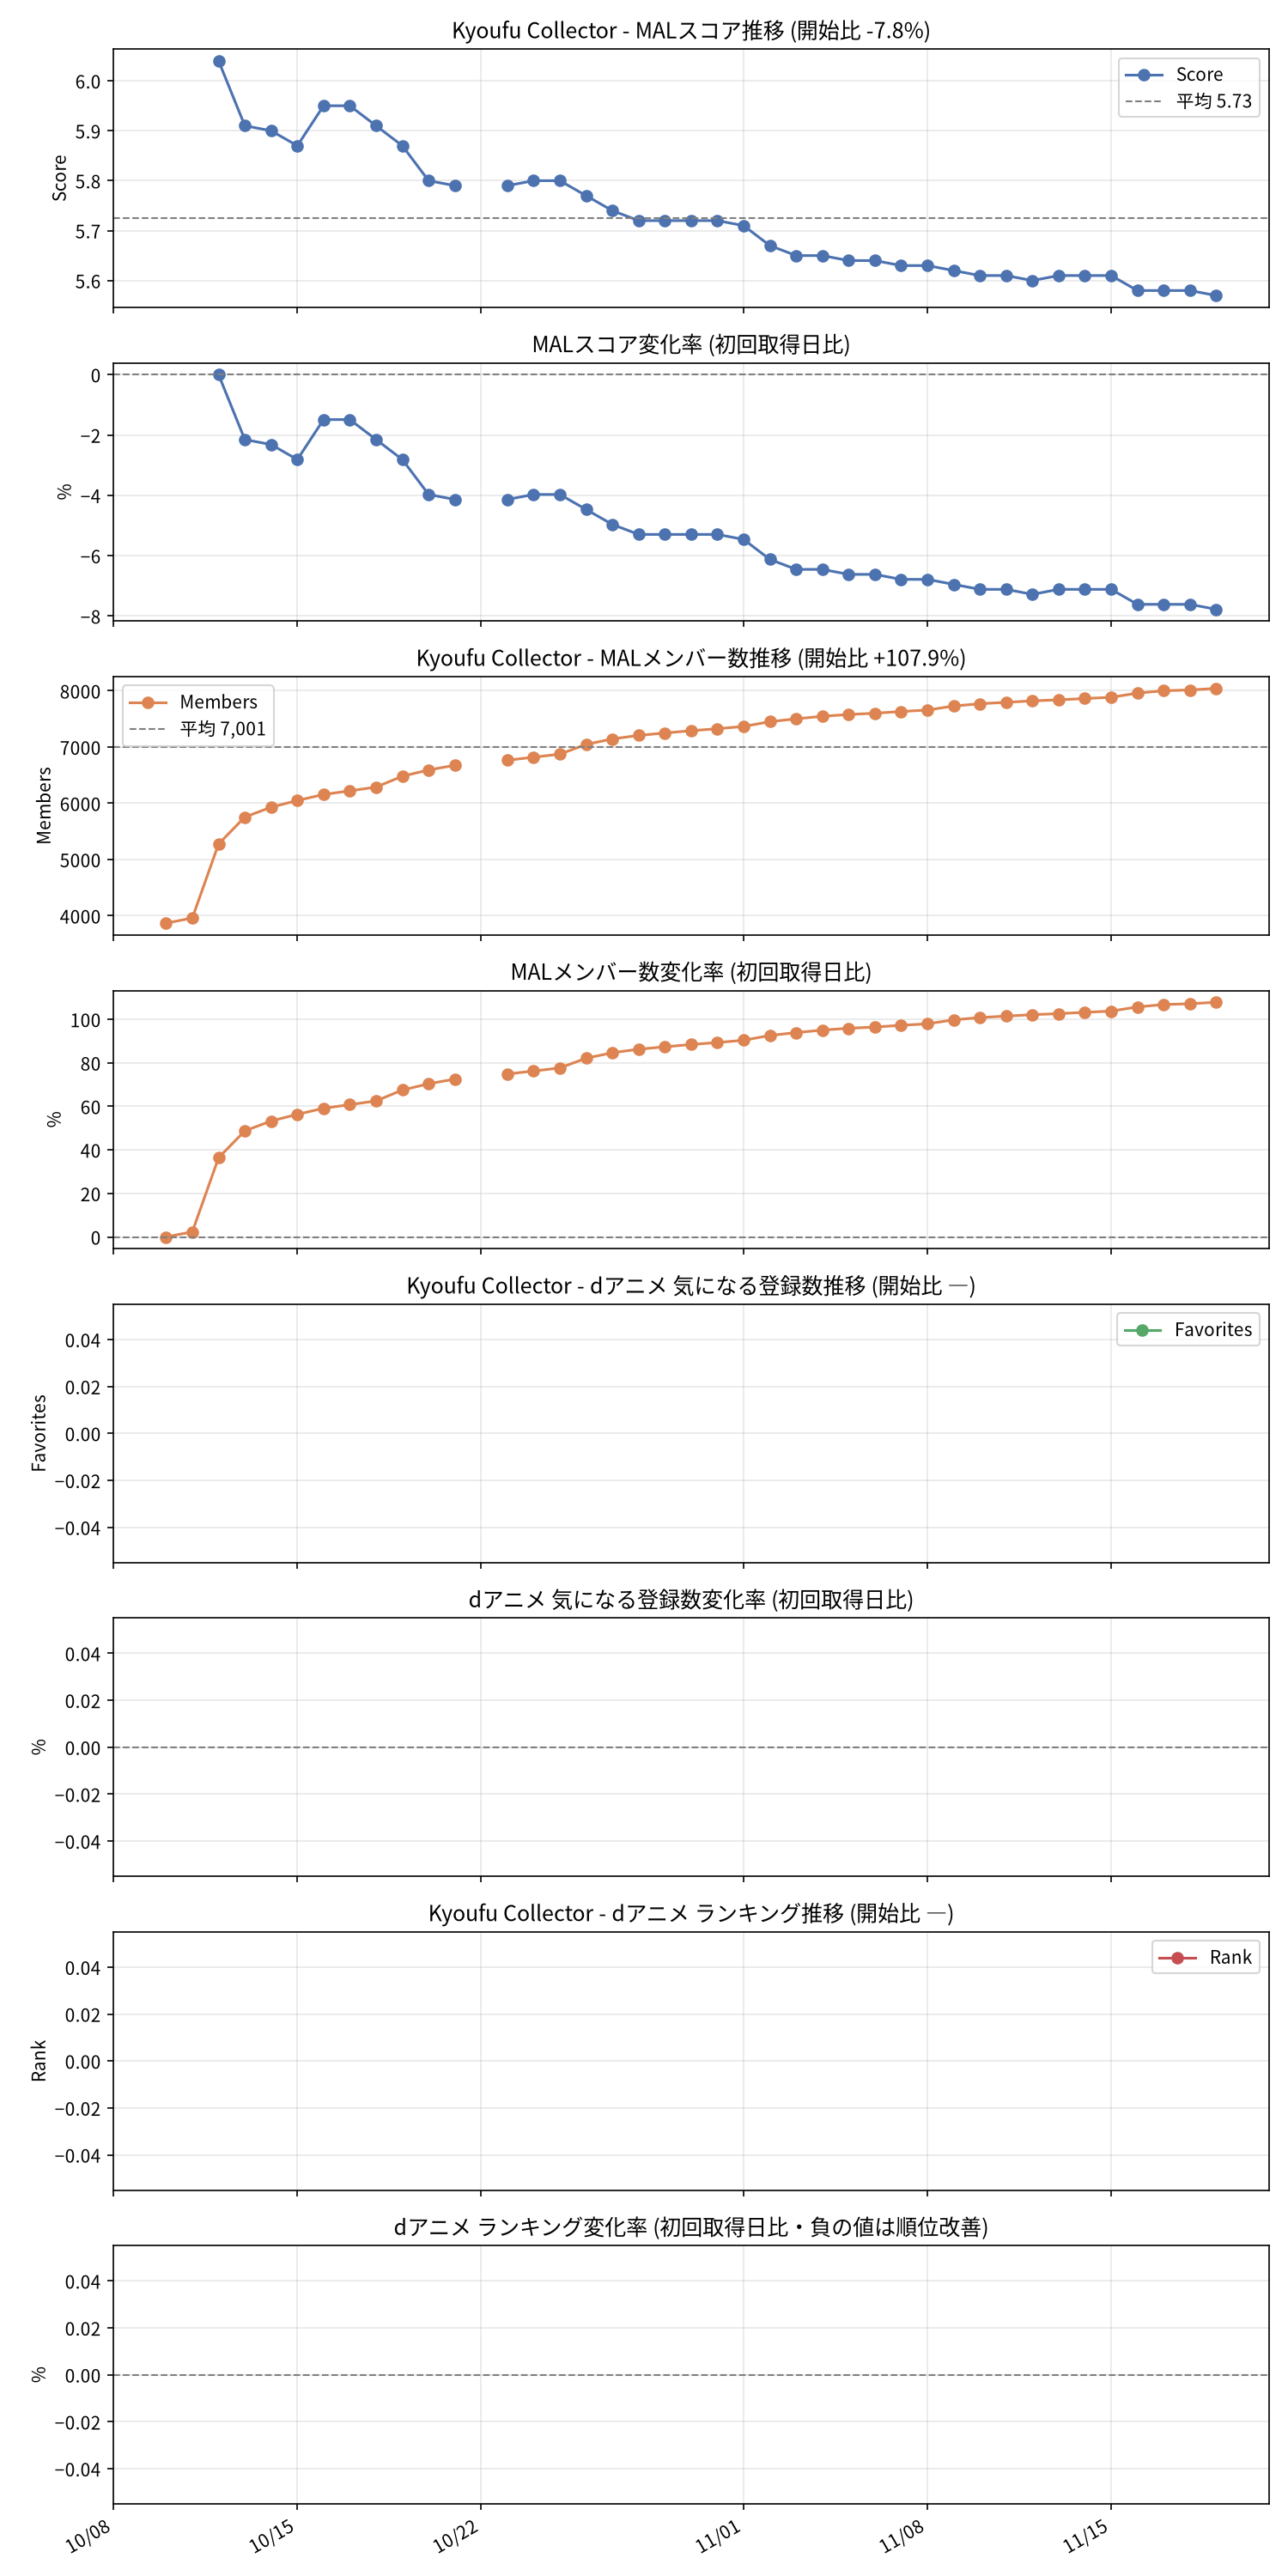 Kyoufu Collector - MALスコア推移 (開始比 -7.8%)
Score
6.0
5.9
5.8
5.7
5.6
Score
平均 5.73
MALスコア変化率 (初回取得日比)
%
0
−2
−4
−6
−8
Kyoufu Collector - MALメンバー数推移 (開始比 +107.9%)
Members
8000
7000
6000
5000
4000
Members
平均 7,001
MALメンバー数変化率 (初回取得日比)
%
100
80
60
40
20
0
Kyoufu Collector - dアニメ 気になる登録数推移 (開始比 —)
Favorites
0.04
0.02
0.00
−0.02
−0.04
Favorites
dアニメ 気になる登録数変化率 (初回取得日比)
%
0.04
0.02
0.00
−0.02
−0.04
Kyoufu Collector - dアニメ ランキング推移 (開始比 —)
Rank
0.04
0.02
0.00
−0.02
−0.04
Rank
dアニメ ランキング変化率 (初回取得日比・負の値は順位改善)
%
0.04
0.02
0.00
−0.02
−0.04
10/08
10/15
10/22
11/01
11/08
11/15